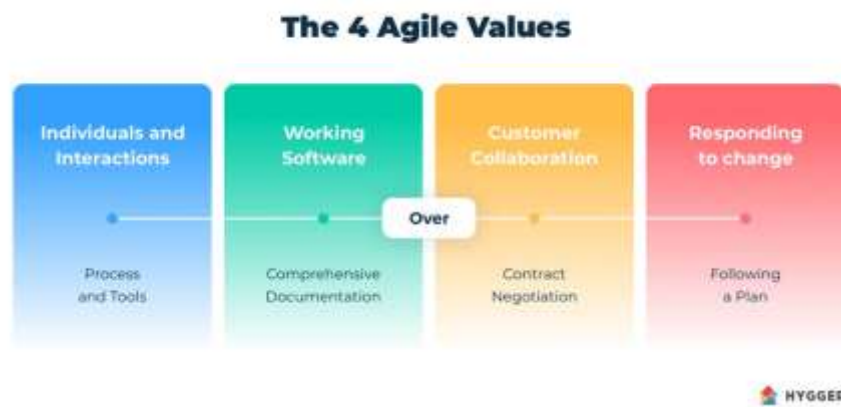 The 4 Agile Values
Individuals and
Interactions
Working
Software
Customer
Collaboration
Responding
to change
Over
Process
and Tools
Comprehensive
Documentation
Contract
Negotiation
Following
a Plan
HYGGER